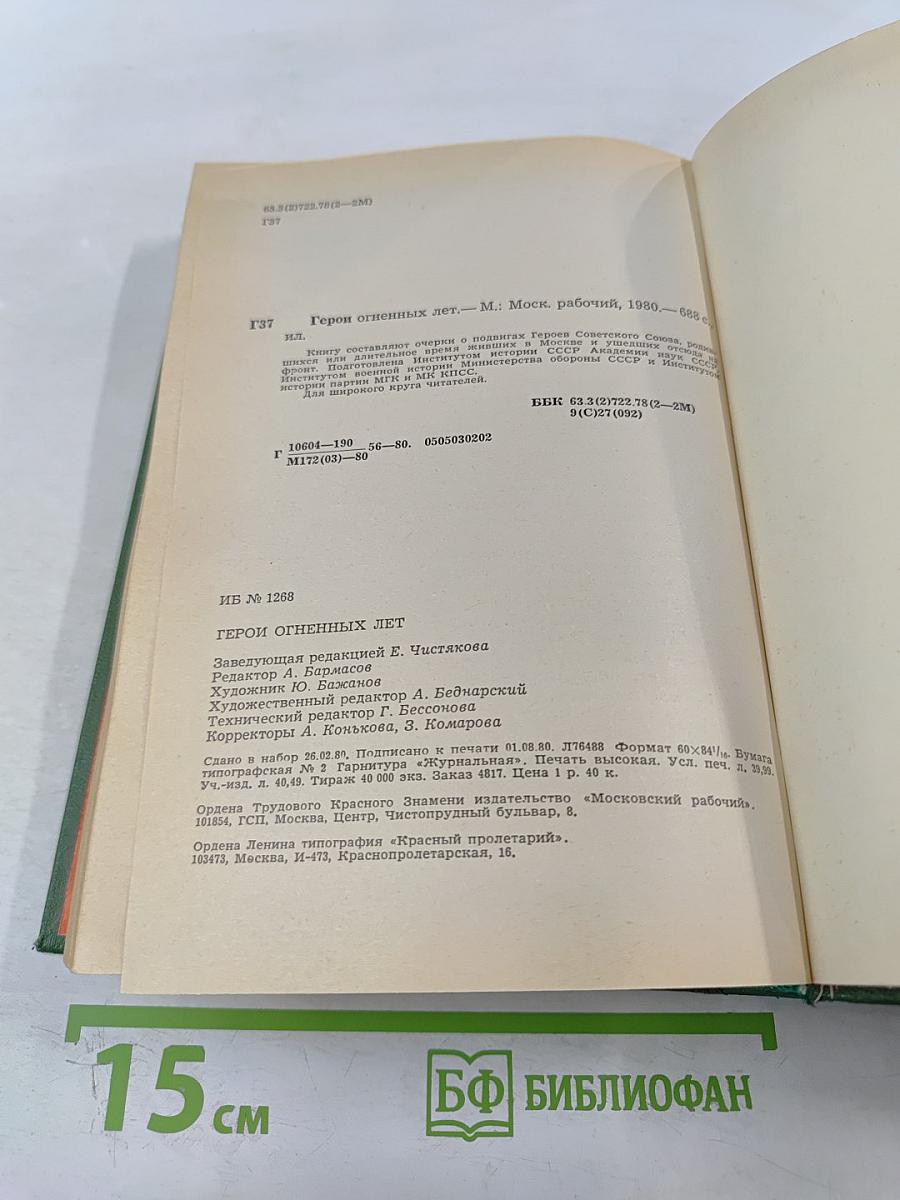 63.3(2)722.78(2—2М)
Г37
Г37 Герои огненных лет.— М.: Моск. рабочий, 1980.— 688 с.,
ил.
Книгу составляют очерки о подвигах Героев Советского Союза, родив-
шихся или длительное время живших в Москве и ушедших отсюда на
фронт. Подготовлена Институтом истории СССР Академии наук СССР,
Институтом военной истории Министерства обороны СССР и Институтом
истории партии МГК и МК КПСС.
Для широкого круга читателей.
ББК 63.3(2)722.78(2—2М)
9(С)27(092)
Г 10604—190 56—80. 0505030202
М172(03)—80
ИБ № 1268
ГЕРОИ ОГНЕННЫХ ЛЕТ
Заведующая редакцией Е. Чистякова
Редактор А. Бармасов
Художник Ю. Бажанов
Художественный редактор А. Беднарский
Технический редактор Г. Бессонова
Корректоры А. Конькова, З. Комарова
Сдано в набор 26.02.80. Подписано к печати 01.08.80. Л76488 Формат 60×84¹/₁₆. Бумага
типографская № 2 Гарнитура «Журнальная». Печать высокая. Усл. печ. л. 39,99.
Уч.-изд. л. 40,49. Тираж 40 000 экз. Заказ 4817. Цена 1 р. 40 к.
Ордена Трудового Красного Знамени издательство «Московский рабочий».
101854, ГСП, Москва, Центр, Чистопрудный бульвар, 8.
Ордена Ленина типография «Красный пролетарий».
103473, Москва, И-473, Краснопролетарская, 16.
15 см
БФ БИБЛИОФАН